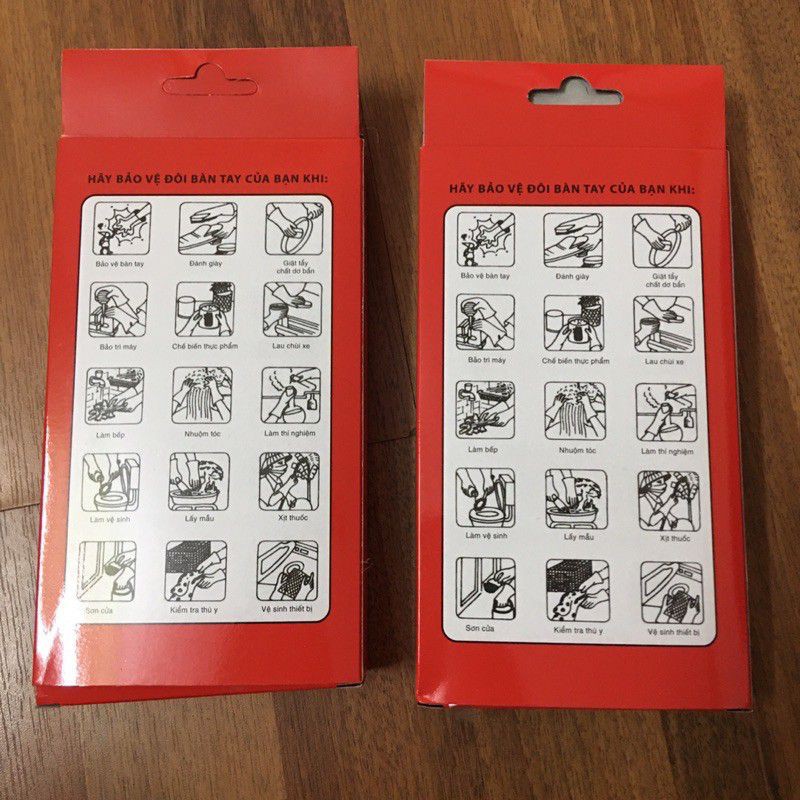 HÃY BẢO VỆ ĐÔI BÀN TAY CỦA BẠN KHI:
Bảo vệ bàn tay
Đánh giày
Giặt tẩy
chất dơ bẩn
Bảo trì máy
Chế biến thực phẩm
Lau chùi xe
Làm bếp
Nhuộm tóc
Làm thí nghiệm
Làm vệ sinh
Lấy mẫu
Xịt thuốc
Sơn cửa
Kiểm tra thú y
Vệ sinh thiết bị
HÃY BẢO VỆ ĐÔI BÀN TAY CỦA BẠN KHI:
Bảo vệ bàn tay
Đánh giày
Giặt tẩy
chất dơ bẩn
Bảo trì máy
Chế biến thực phẩm
Lau chùi xe
Làm bếp
Nhuộm tóc
Làm thí nghiệm
Làm vệ sinh
Lấy mẫu
Xịt thuốc
Sơn cửa
Kiểm tra thú y
Vệ sinh thiết bị